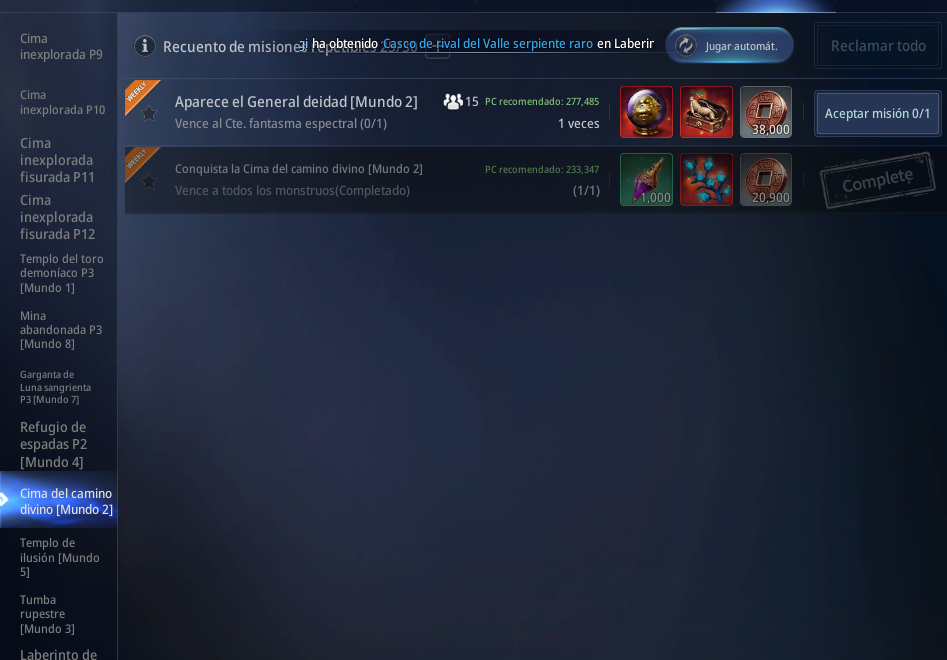 Cima
inexplorada P9
Cima
inexplorada P10
Cima
inexplorada
fisurada P11
Cima
inexplorada
fisurada P12
Templo del toro
demoníaco P3
[Mundo 1]
Mina
abandonada P3
[Mundo 8]
Garganta de
Luna sangrienta
P3 [Mundo 7]
Refugio de
espadas P2
[Mundo 4]
Cima del camino
divino [Mundo 2]
Templo de
ilusión [Mundo
5]
Tumba
rupestre
[Mundo 3]
Laberinto de
Recuento de misiones repetibles
ha obtenido Casco de rival del Valle serpiente raro en Laberir
Jugar automát.
Reclamar todo
WEEKLY
Aparece el General deidad [Mundo 2]
15 PC recomendado: 277,485
Vence al Cte. fantasma espectral (0/1)
1 veces
38,000
Aceptar misión 0/1
WEEKLY
Conquista la Cima del camino divino [Mundo 2]
PC recomendado: 233,347
Vence a todos los monstruos(Completado)
(1/1)
1,000
20,900
Complete